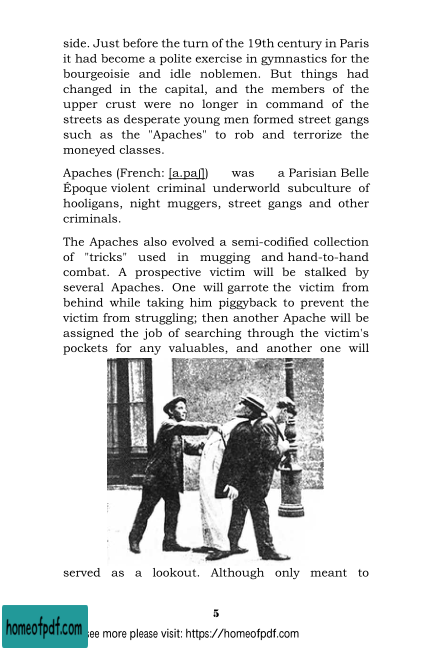 side. Just before the turn of the 19th century in Paris
it had become a polite exercise in gymnastics for the
bourgeoisie and idle noblemen. But things had
changed in the capital, and the members of the
upper crust were no longer in command of the
streets as desperate young men formed street gangs
such as the "Apaches" to rob and terrorize the
moneyed classes.
Apaches (French: [a.paʃ]) was a Parisian Belle
Époque violent criminal underworld subculture of
hooligans, night muggers, street gangs and other
criminals.
The Apaches also evolved a semi-codified collection
of "tricks" used in mugging and hand-to-hand
combat. A prospective victim will be stalked by
several Apaches. One will garrote the victim from
behind while taking him piggyback to prevent the
victim from struggling; then another Apache will be
assigned the job of searching through the victim's
pockets for any valuables, and another one will
served as a lookout. Although only meant to
5
homeofpdf.com
see more please visit: https://homeofpdf.com